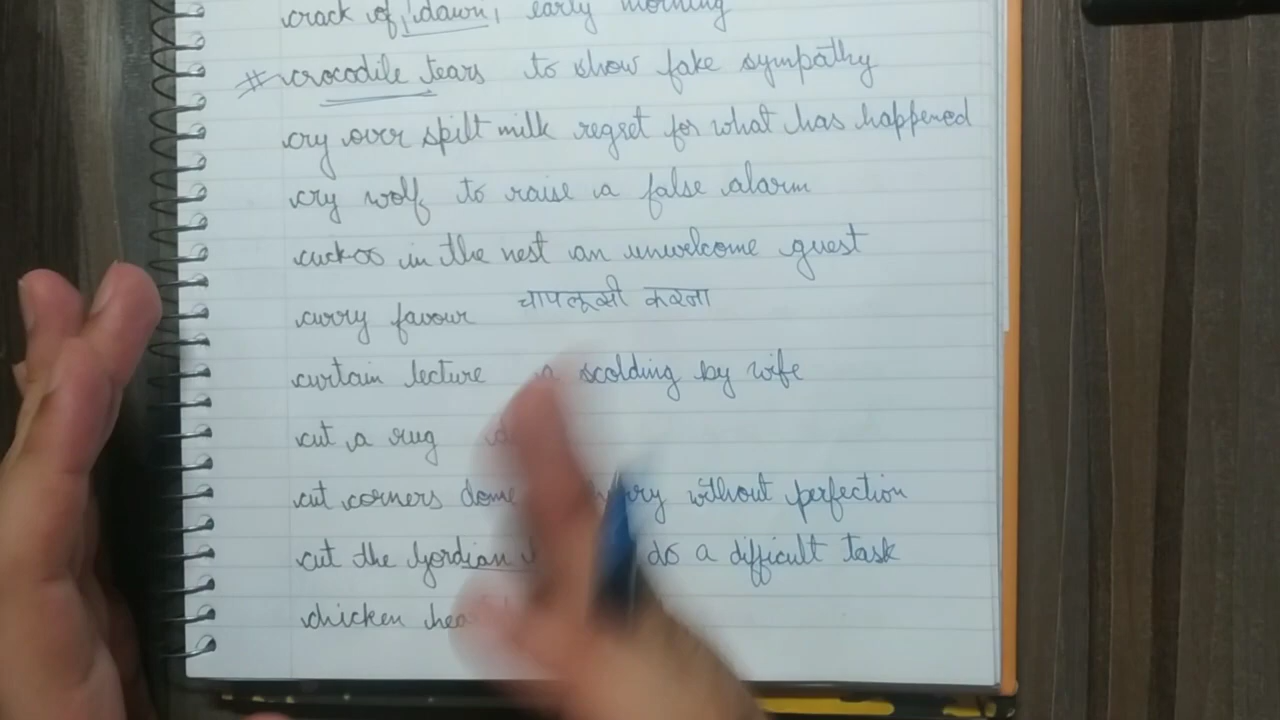 crack of dawn, early morning
# crocodile tears to show fake sympathy
cry over spilt milk regret for what has happened
cry wolf to raise a false alarm
cuckoo in the nest an unwelcome guest
curry favour चापलूसी करना
curtain lecture a scolding by wife
cut a rug
cut corners done without perfection
cut the Gordian do a difficult task
chicken